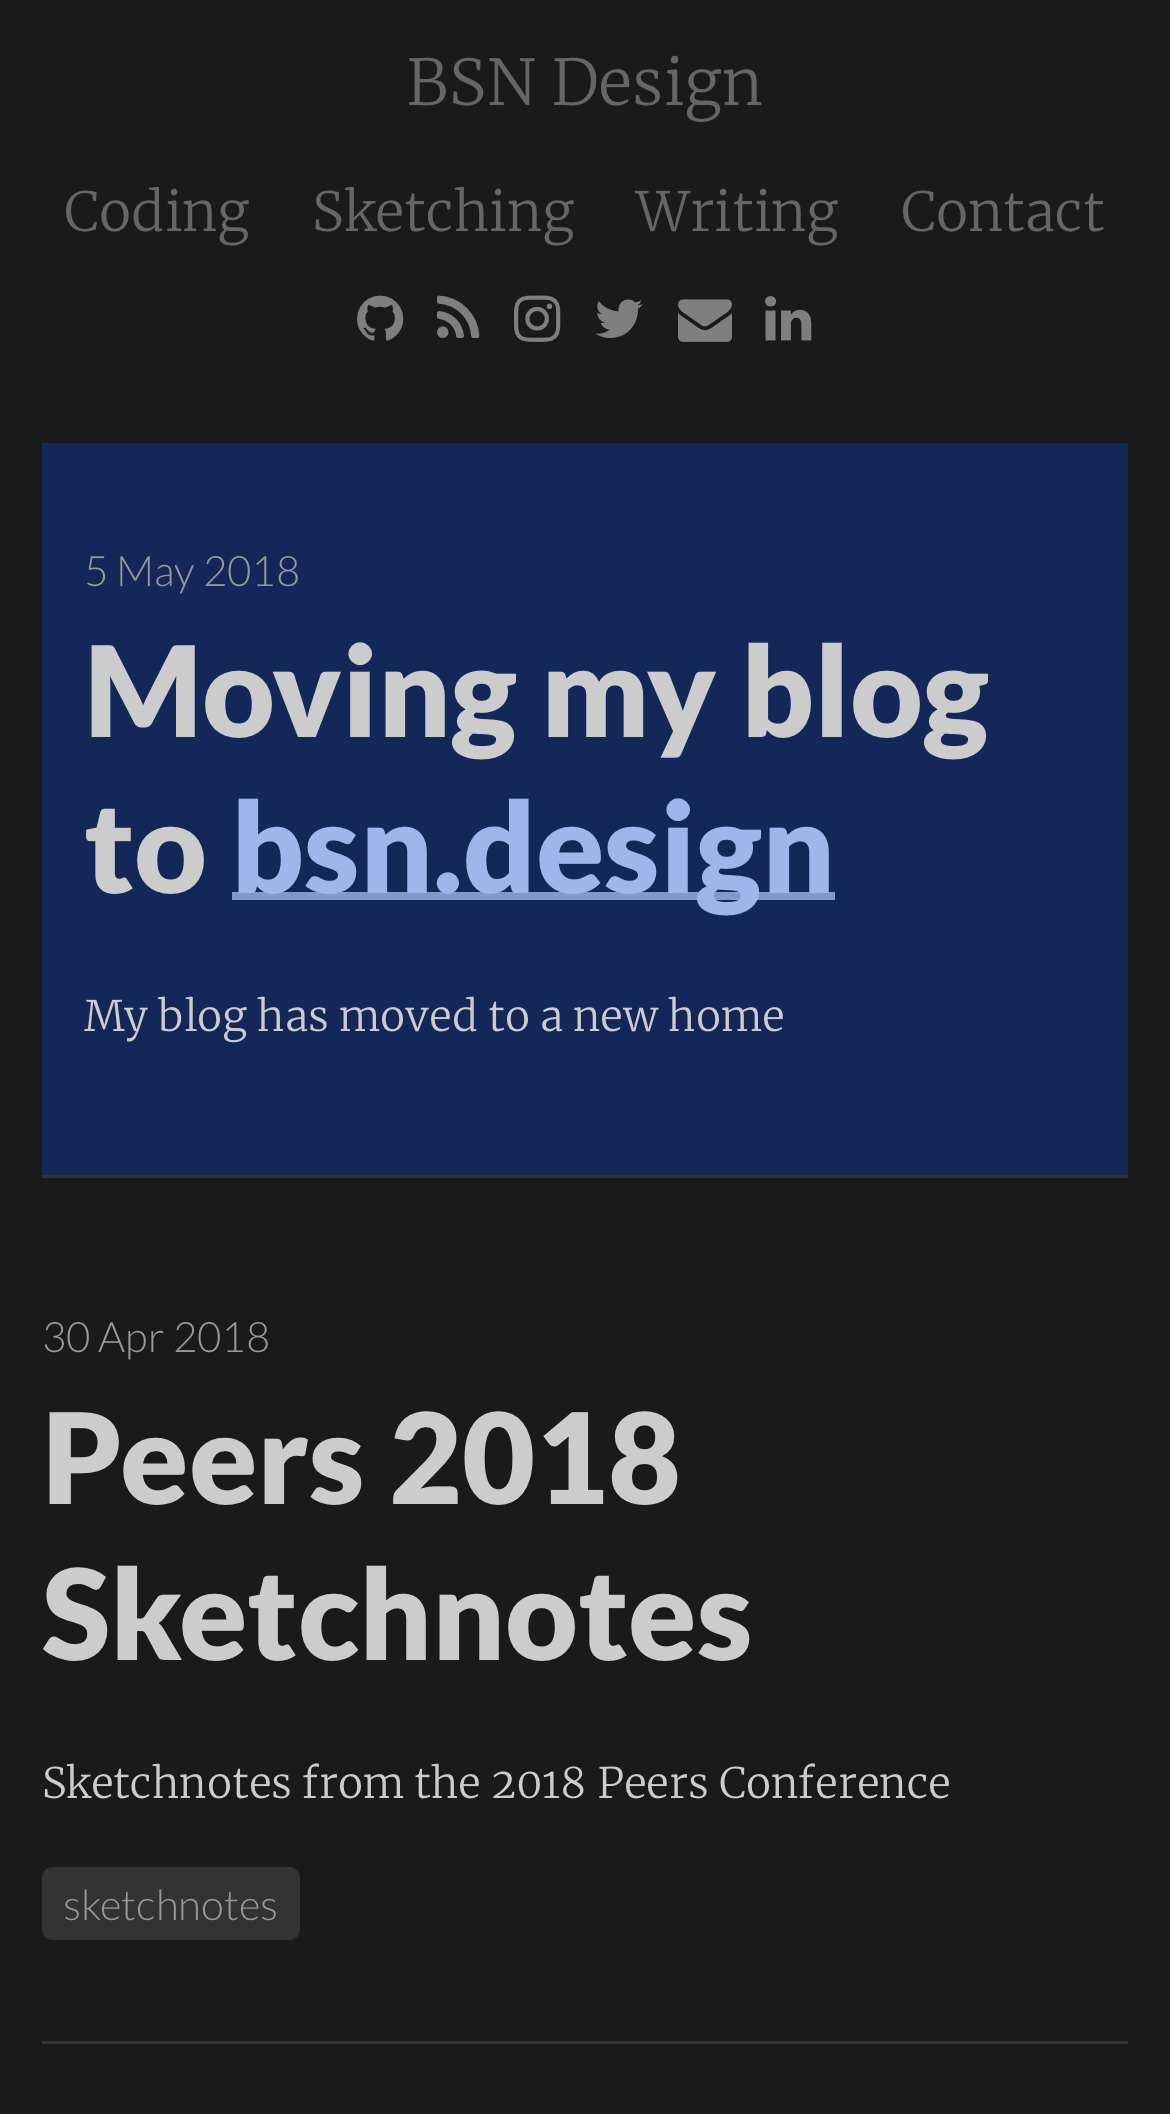 BSN Design
Coding Sketching Writing Contact
5 May 2018
Moving my blog
to bsn.design
My blog has moved to a new home
30 Apr 2018
Peers 2018
Sketchnotes
Sketchnotes from the 2018 Peers Conference
sketchnotes